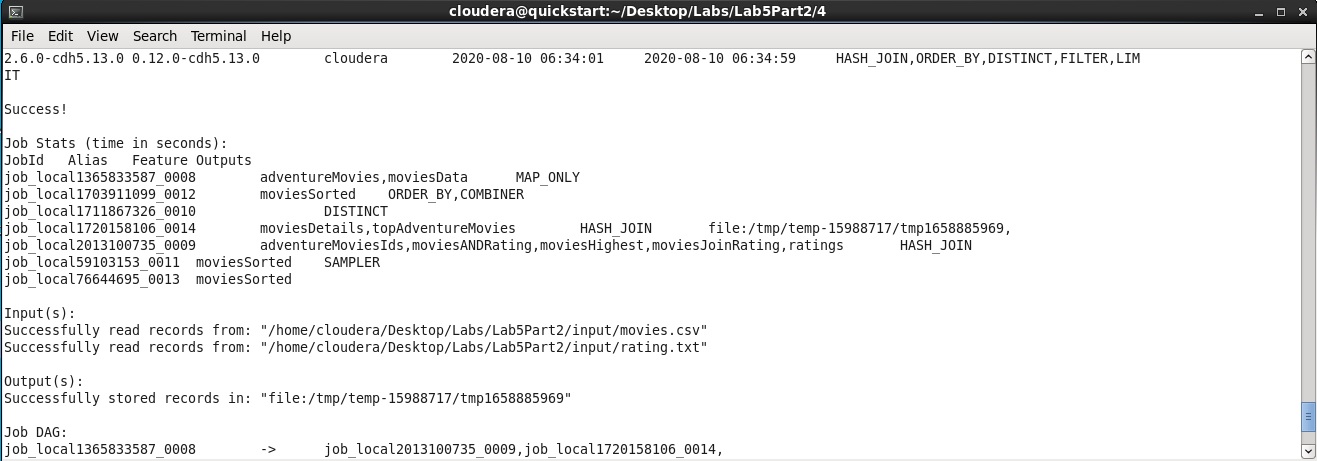 cloudera@quickstart:~/Desktop/Labs/Lab5Part2/4
File Edit View Search Terminal Help
2.6.0-cdh5.13.0 0.12.0-cdh5.13.0 cloudera 2020-08-10 06:34:01 2020-08-10 06:34:59 HASH_JOIN,ORDER_BY,DISTINCT,FILTER,LIM
IT
Success!
Job Stats (time in seconds):
JobId Alias Feature Outputs
job_local1365833587_0008 adventureMovies,moviesData MAP_ONLY
job_local1703911099_0012 moviesSorted ORDER_BY,COMBINER
job_local1711867326_0010 DISTINCT
job_local1720158106_0014 moviesDetails,topAdventureMovies HASH_JOIN file:/tmp/temp-15988717/tmp1658885969,
job_local2013100735_0009 adventureMoviesIds,moviesANDRating,moviesHighest,moviesJoinRating,ratings HASH_JOIN
job_local59103153_0011 moviesSorted SAMPLER
job_local76644695_0013 moviesSorted
Input(s):
Successfully read records from: "/home/cloudera/Desktop/Labs/Lab5Part2/input/movies.csv"
Successfully read records from: "/home/cloudera/Desktop/Labs/Lab5Part2/input/rating.txt"
Output(s):
Successfully stored records in: "file:/tmp/temp-15988717/tmp1658885969"
Job DAG:
job_local1365833587_0008 -> job_local2013100735_0009,job_local1720158106_0014,